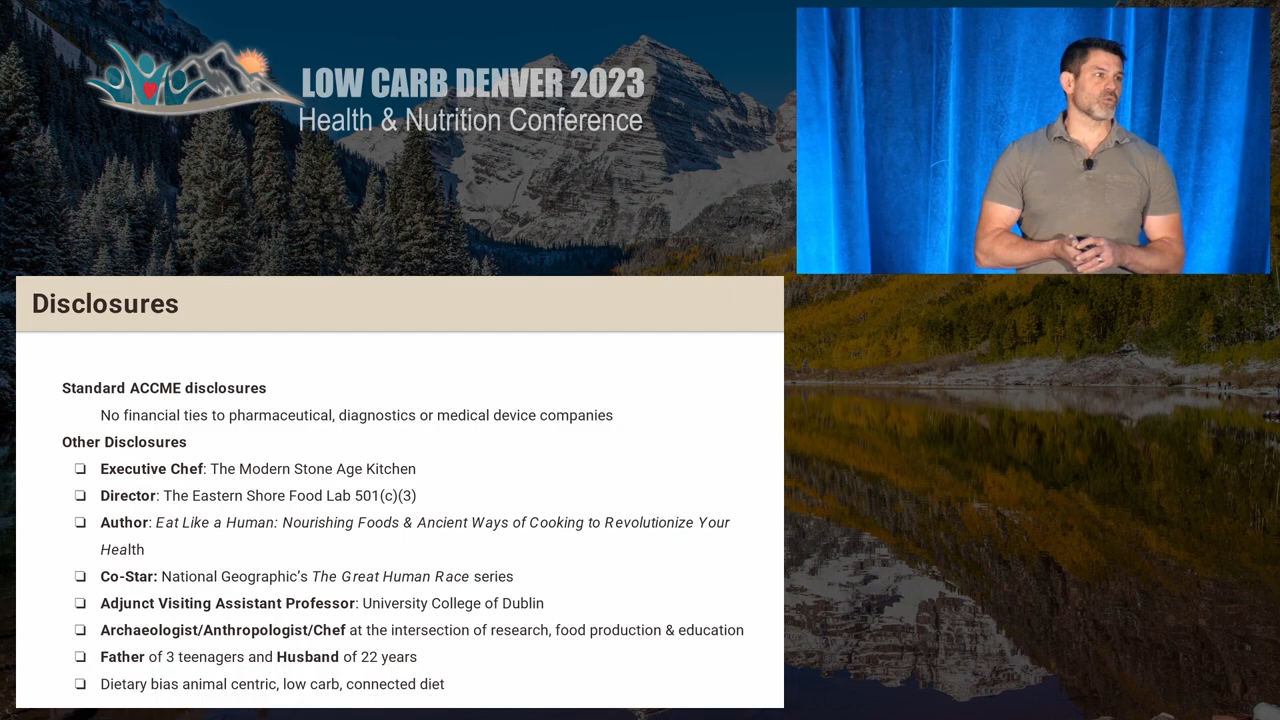 LOW CARB DENVER 2023
Health & Nutrition Conference
Disclosures
Standard ACCME disclosures
No financial ties to pharmaceutical, diagnostics or medical device companies
Other Disclosures
❏ Executive Chef: The Modern Stone Age Kitchen
❏ Director: The Eastern Shore Food Lab 501(c)(3)
❏ Author: Eat Like a Human: Nourishing Foods & Ancient Ways of Cooking to Revolutionize Your
Health
❏ Co-Star: National Geographic’s The Great Human Race series
❏ Adjunct Visiting Assistant Professor: University College of Dublin
❏ Archaeologist/Anthropologist/Chef at the intersection of research, food production & education
❏ Father of 3 teenagers and Husband of 22 years
❏ Dietary bias animal centric, low carb, connected diet